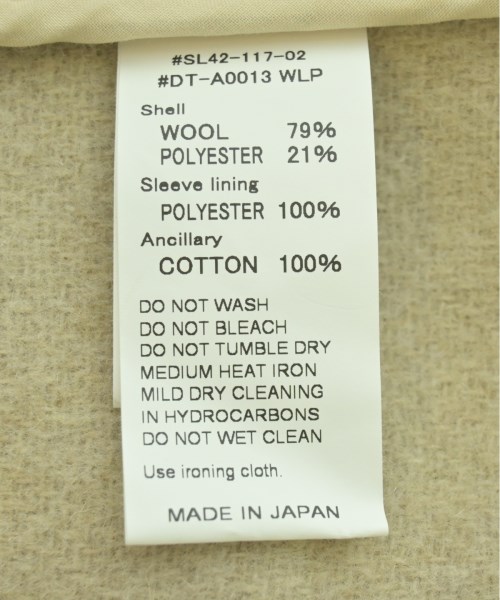 #SL42-117-02
#DT-A0013 WLP
Shell
WOOL 79%
POLYESTER 21%
Sleeve lining
POLYESTER 100%
Ancillary
COTTON 100%
DO NOT WASH
DO NOT BLEACH
DO NOT TUMBLE DRY
MEDIUM HEAT IRON
MILD DRY CLEANING
IN HYDROCARBONS
DO NOT WET CLEAN
Use ironing cloth.
MADE IN JAPAN